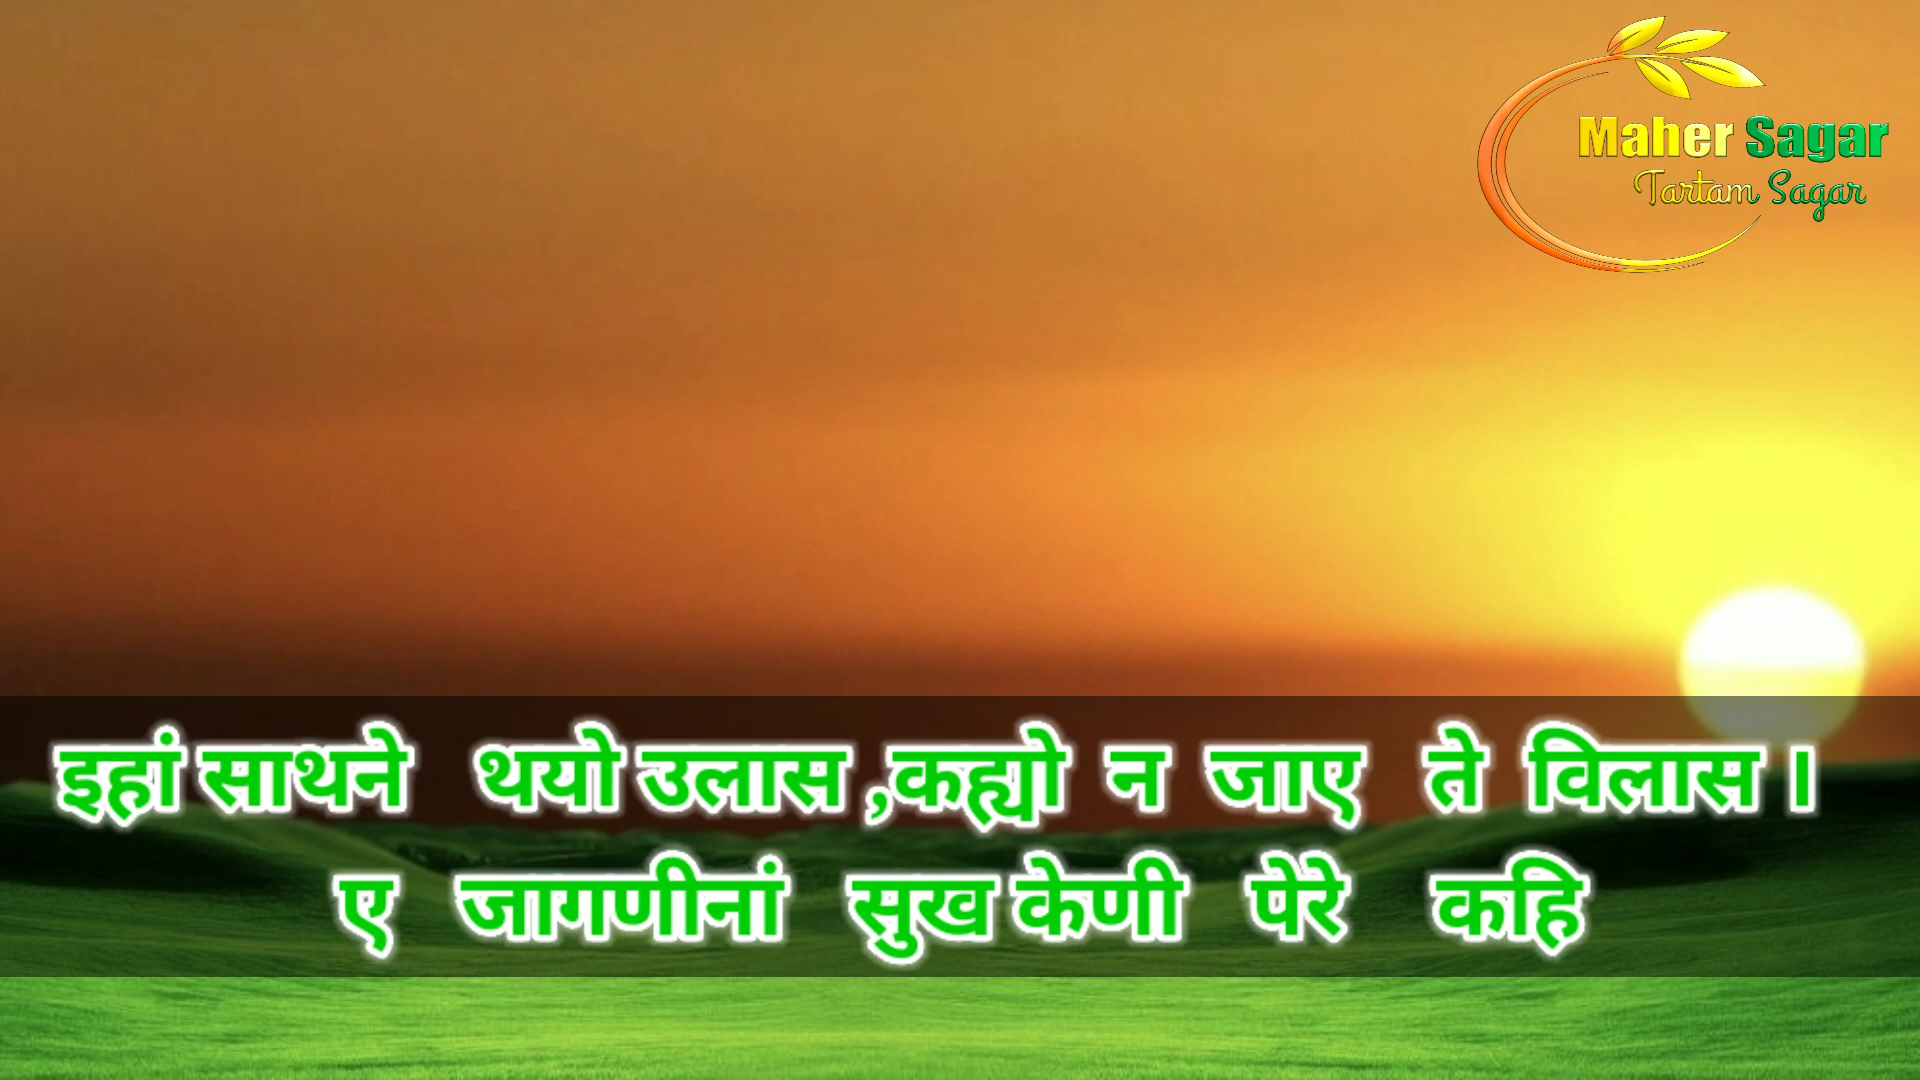 Maher Sagar
Tartam Sagar
इहां साथने थयो उलास ,कह्यो न जाए ते विलास ।
ए जागणीनां सुख केणी पेरे कहि